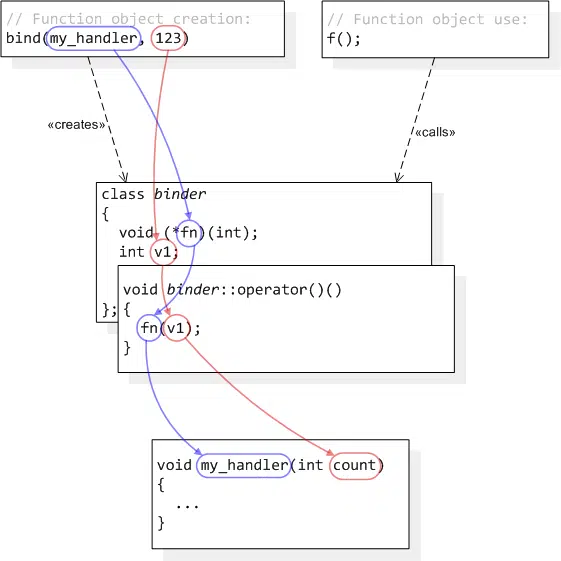 // Function object creation:
bind(my_handler, 123)
// Function object use:
f();
«creates»
«calls»
class binder
{
  void (*fn)(int);
  int v1;
};
void binder::operator()()
{
  fn(v1);
}
void my_handler(int count)
{
  ...
}